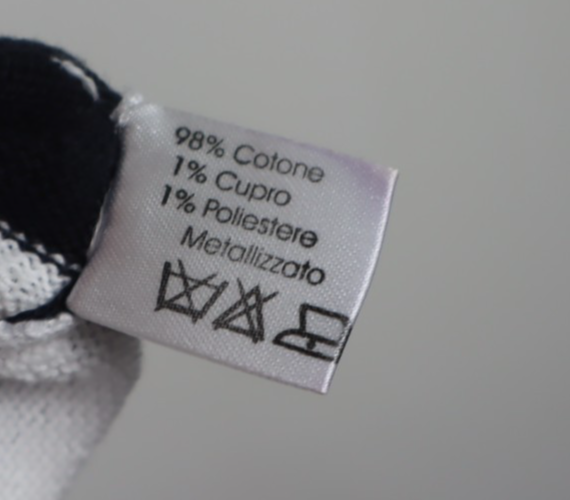 98% Cotone
1% Cupro
1% Poliestere
Metallizzato